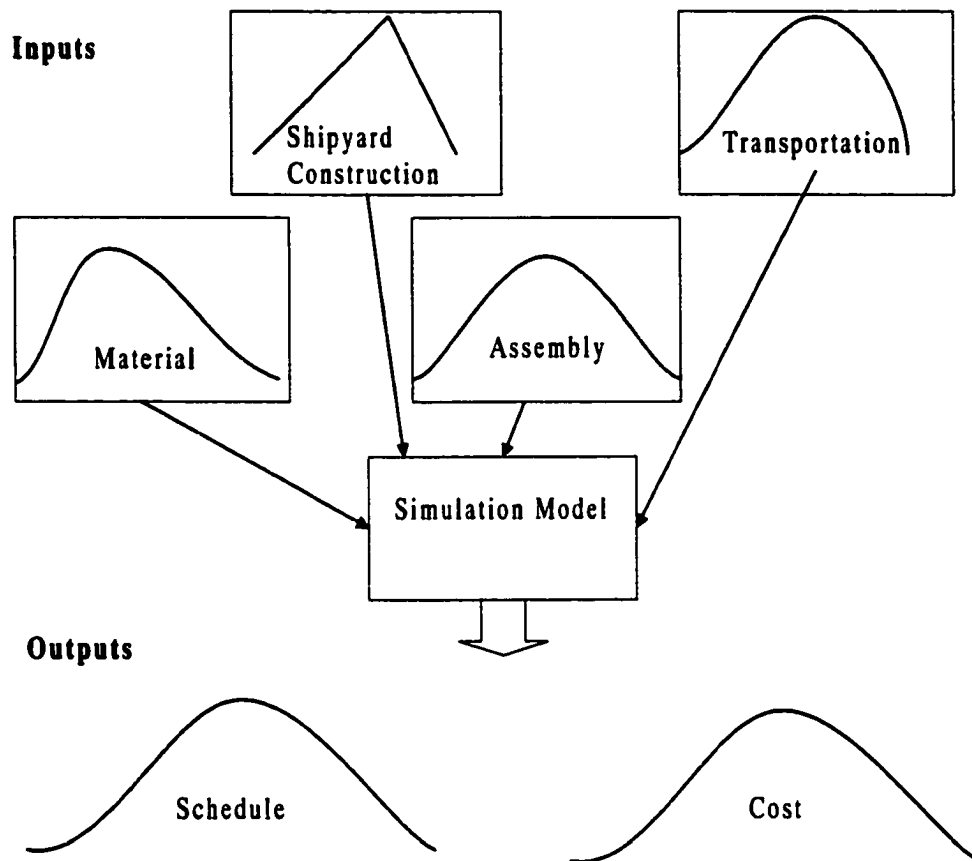 Inputs
Shipyard
Construction
Transportation
Material
Assembly
Simulation Model
Outputs
Schedule
Cost